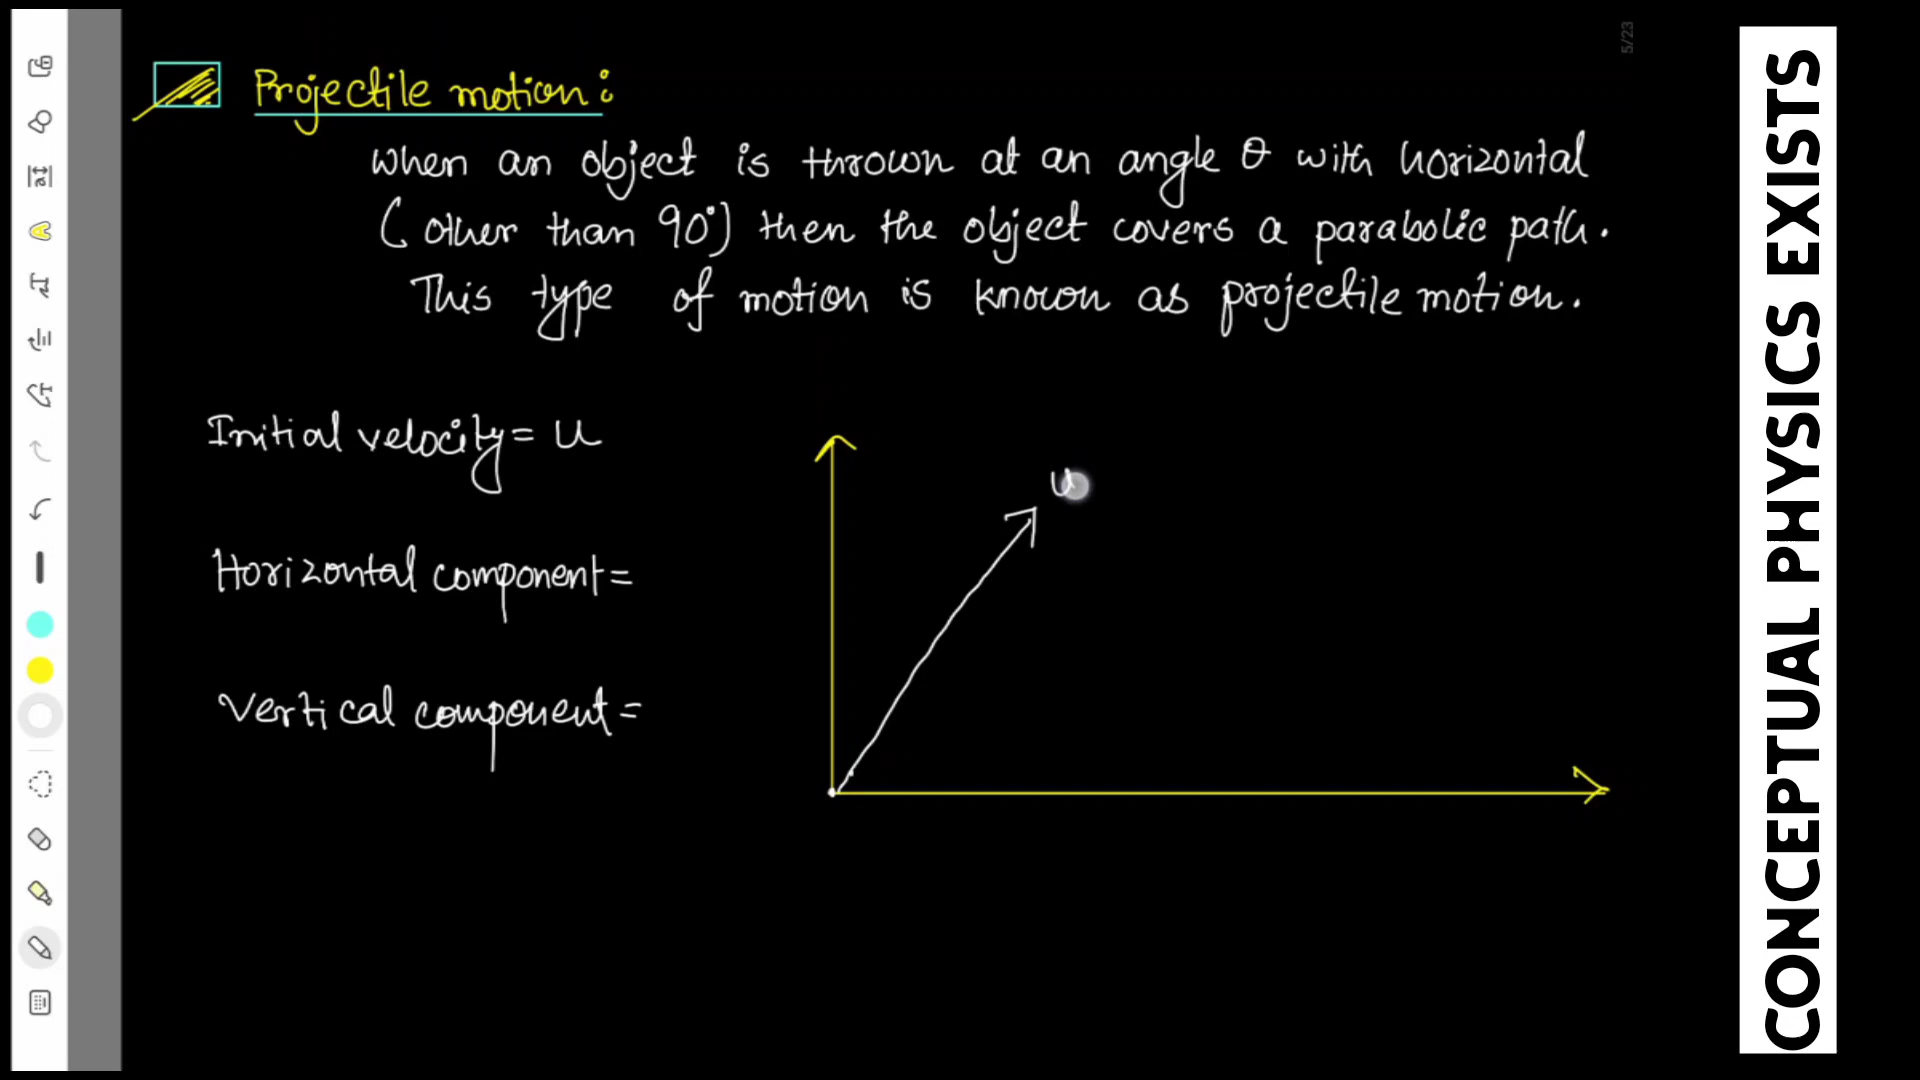 5/23
Projectile motion:
when an object is thrown at an angle θ with horizontal
(other than 90°) then the object covers a parabolic path.
This type of motion is known as projectile motion.
Initial velocity = u
u
Horizontal component =
Vertical component =
CONCEPTUAL PHYSICS EXISTS